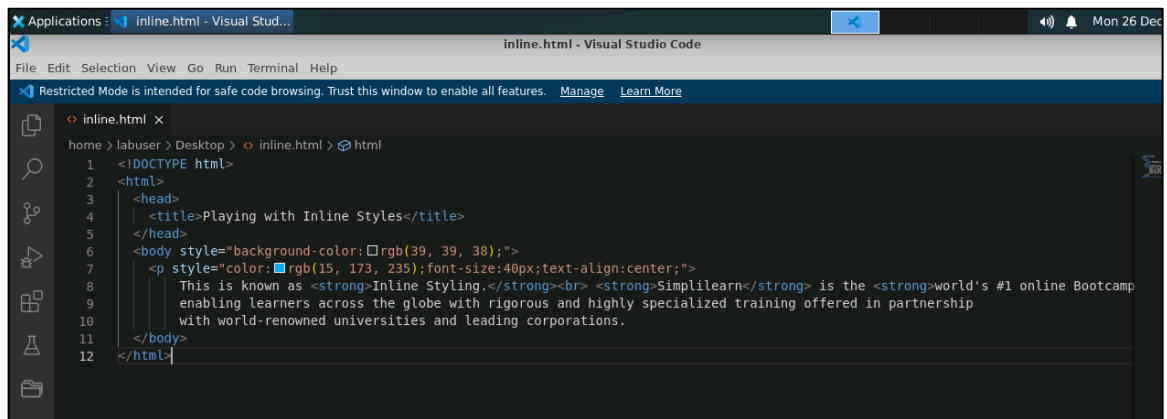 Applications
inline.html - Visual Stud...
Mon 26 Dec
inline.html - Visual Studio Code
File Edit Selection View Go Run Terminal Help
Restricted Mode is intended for safe code browsing. Trust this window to enable all features. Manage Learn More
inline.html
home > labuser > Desktop > inline.html > html
1 <!DOCTYPE html>
2 <html>
3 <head>
4 <title>Playing with Inline Styles</title>
5 </head>
6 <body style="background-color:rgb(39, 39, 38);">
7 <p style="color:rgb(15, 173, 235);font-size:40px;text-align:center;">
8 This is known as <strong>Inline Styling.</strong><br> <strong>Simplilearn</strong> is the <strong>world's #1 online Bootcamp
9 enabling learners across the globe with rigorous and highly specialized training offered in partnership
10 with world-renowned universities and leading corporations.
11 </body>
12 </html>